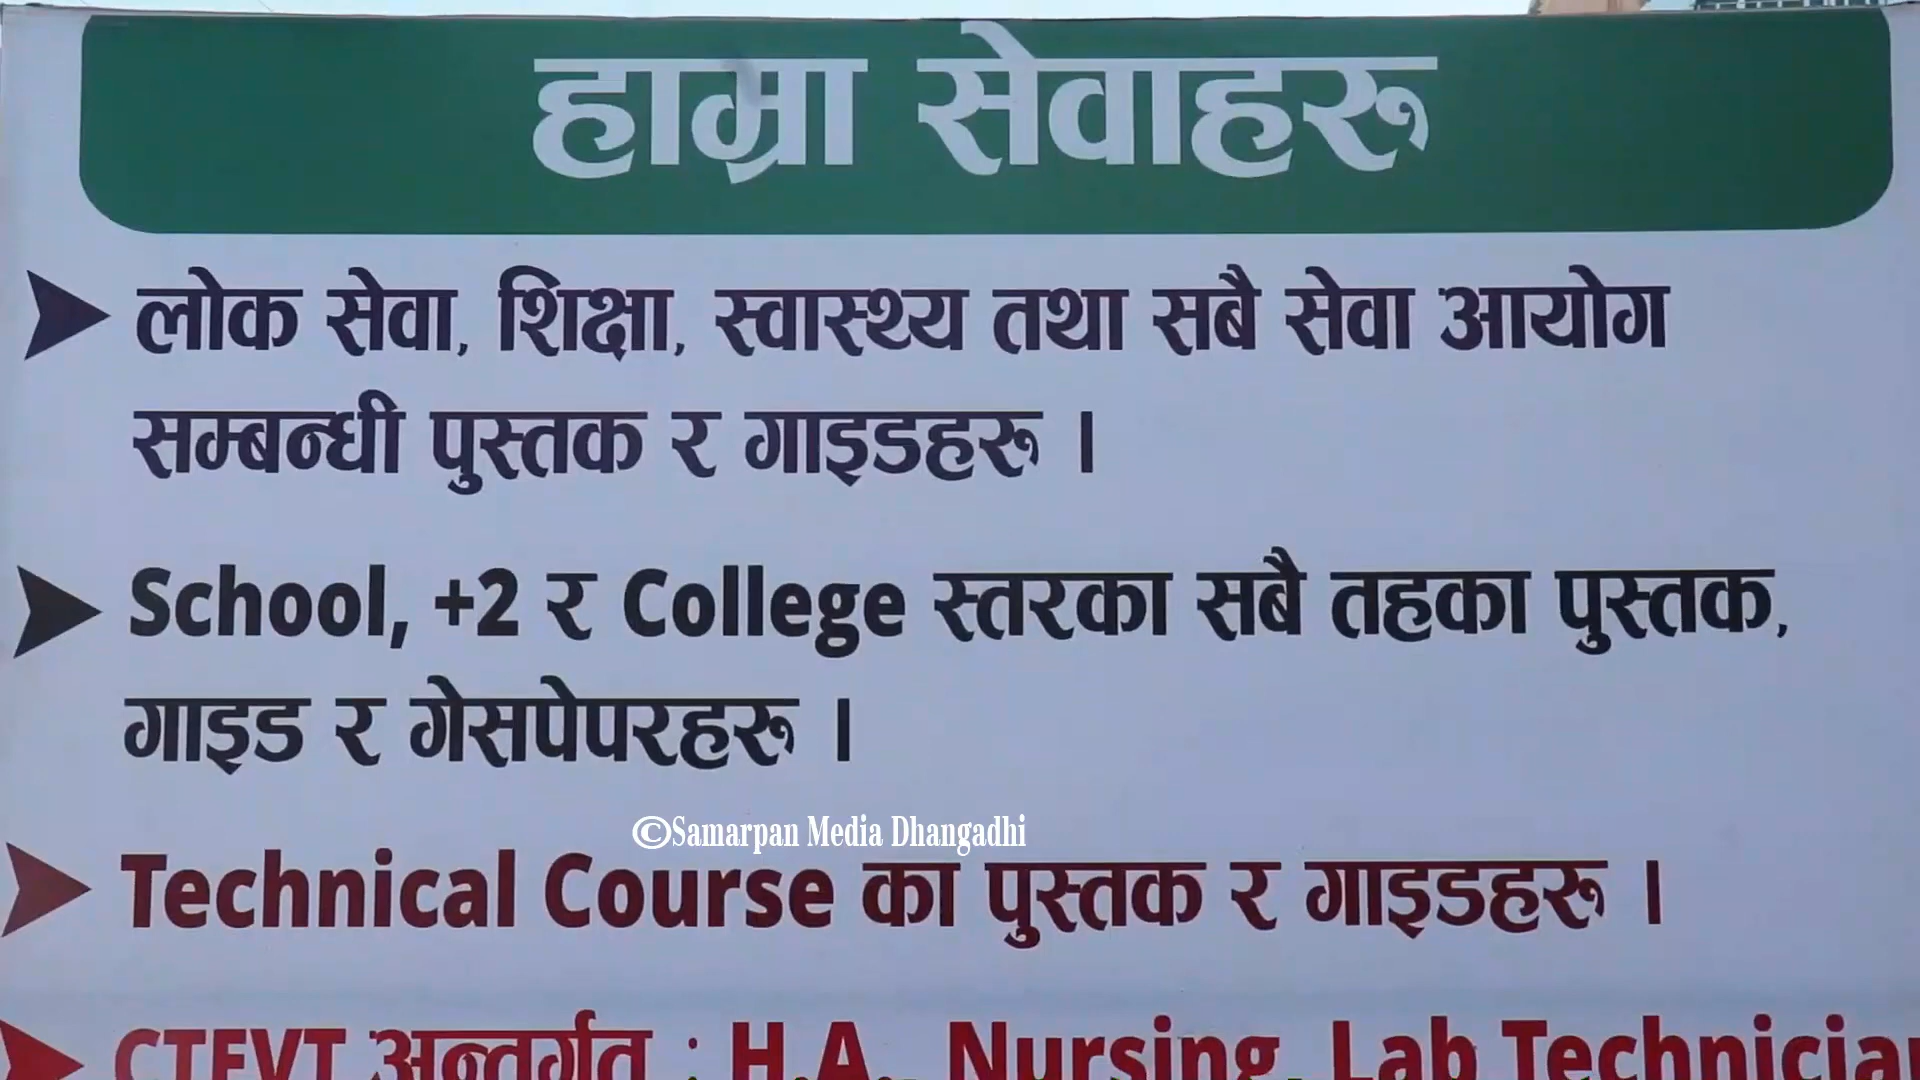 हाम्रा सेवाहरु
लोक सेवा, शिक्षा, स्वास्थ्य तथा सबै सेवा आयोग
सम्बन्धी पुस्तक र गाइडहरू ।
School, +2 र College स्तरका सबै तहका पुस्तक,
गाइड र गेसपेपरहरू ।
©Samarpan Media Dhangadhi
Technical Course का पुस्तक र गाइडहरू ।
CTEVT अन्तर्गत : H.A., Nursing, Lab Technician